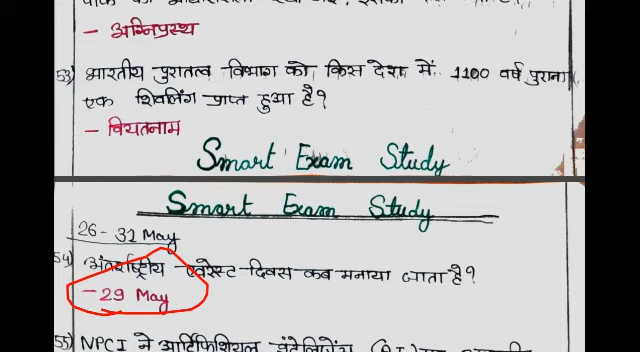 - अग्निप्रस्थ
53) भारतीय पुरातत्व विभाग को किस देश में 1100 वर्ष पुराना
एक शिवलिंग प्राप्त हुआ है?
- वियतनाम
Smart Exam Study
Smart Exam Study
26 - 31 May
54) अंतर्राष्ट्रीय एवरेस्ट दिवस कब मनाया जाता है?
- 29 May
55) NPCI ने आर्टिफिशियल इंटेलिजेंस (AI)